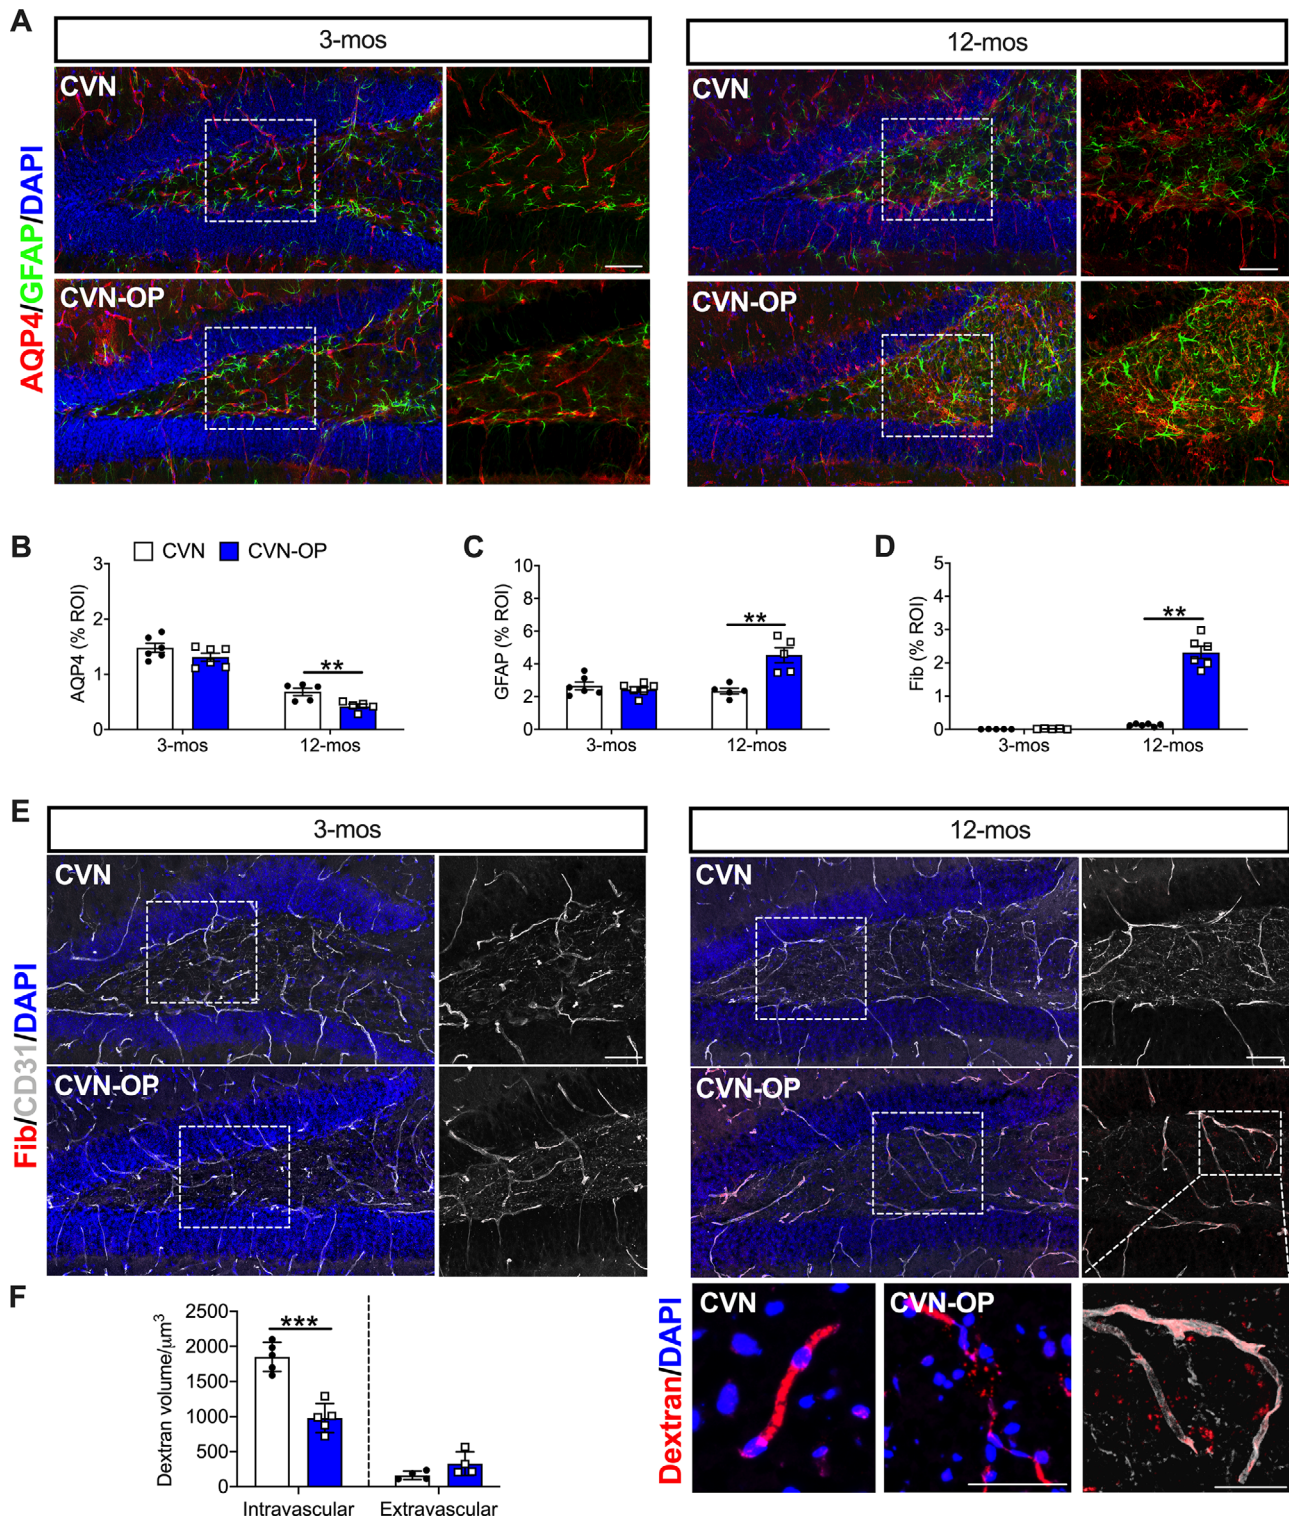 A
3-mos
12-mos
CVN
CVN
CVN-OP
CVN-OP
AQP4/GFAP/DAPI
B
CVN
CVN-OP
AQP4 (% ROI)
3
2
1
0
**
3-mos
12-mos
C
GFAP (% ROI)
10
8
6
4
2
0
**
3-mos
12-mos
D
Fib (% ROI)
5
4
3
2
1
0
**
3-mos
12-mos
E
3-mos
12-mos
CVN
CVN
CVN-OP
CVN-OP
Fib/CD31/DAPI
F
Dextran volume/μm³
2500
2000
1500
1000
500
0
***
Intravascular
Extravascular
CVN
CVN-OP
Dextran/DAPI